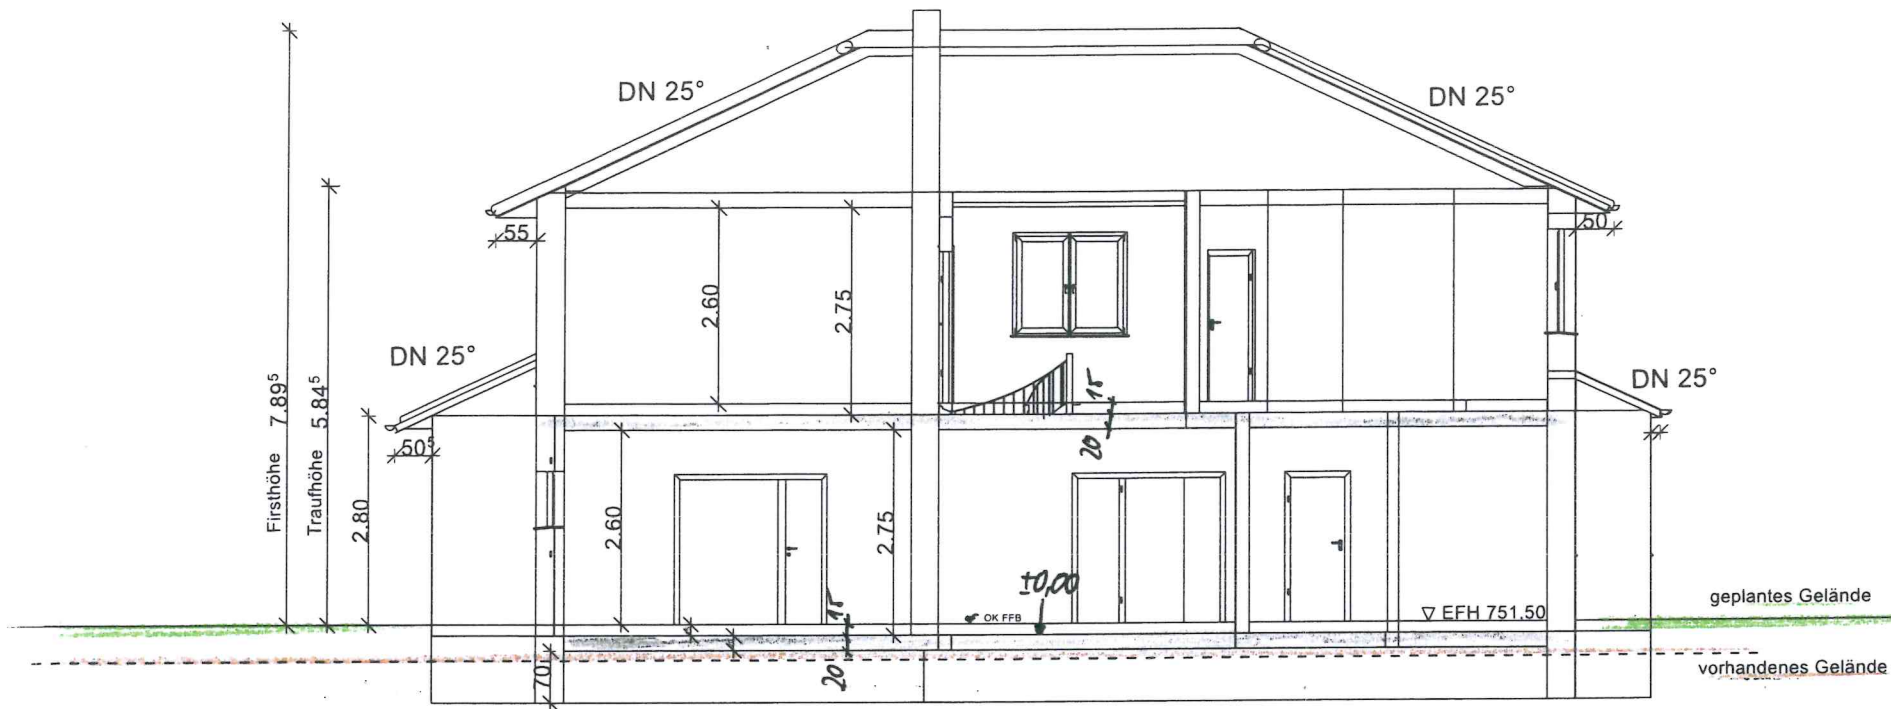 DN 25°
DN 25°
55
50
2.60
2.75
DN 25°
DN 25°
Firsthöhe 7.89⁵
Traufhöhe 5.84⁵
2.80
50⁵
15
20
2.60
2.75
±0,00
OK FFB
▽ EFH 751.50
geplantes Gelände
15
20
70
vorhandenes Gelände